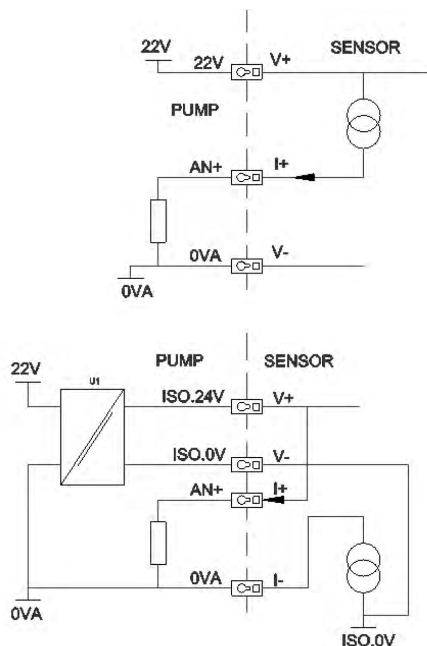 SENSOR
22V
22V
V+
PUMP
AN+
I+
0VA
V-
0VA
PUMP
SENSOR
22V
U1
ISO.24V
V+
ISO.0V
V-
AN+
I+
0VA
I-
0VA
ISO.0V